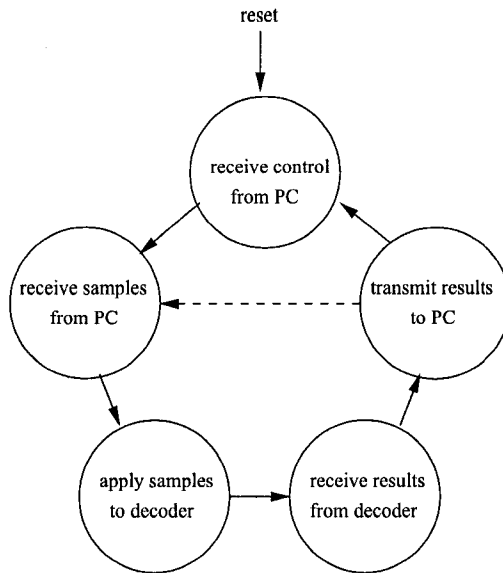 reset
receive control
from PC
receive samples
from PC
transmit results
to PC
apply samples
to decoder
receive results
from decoder